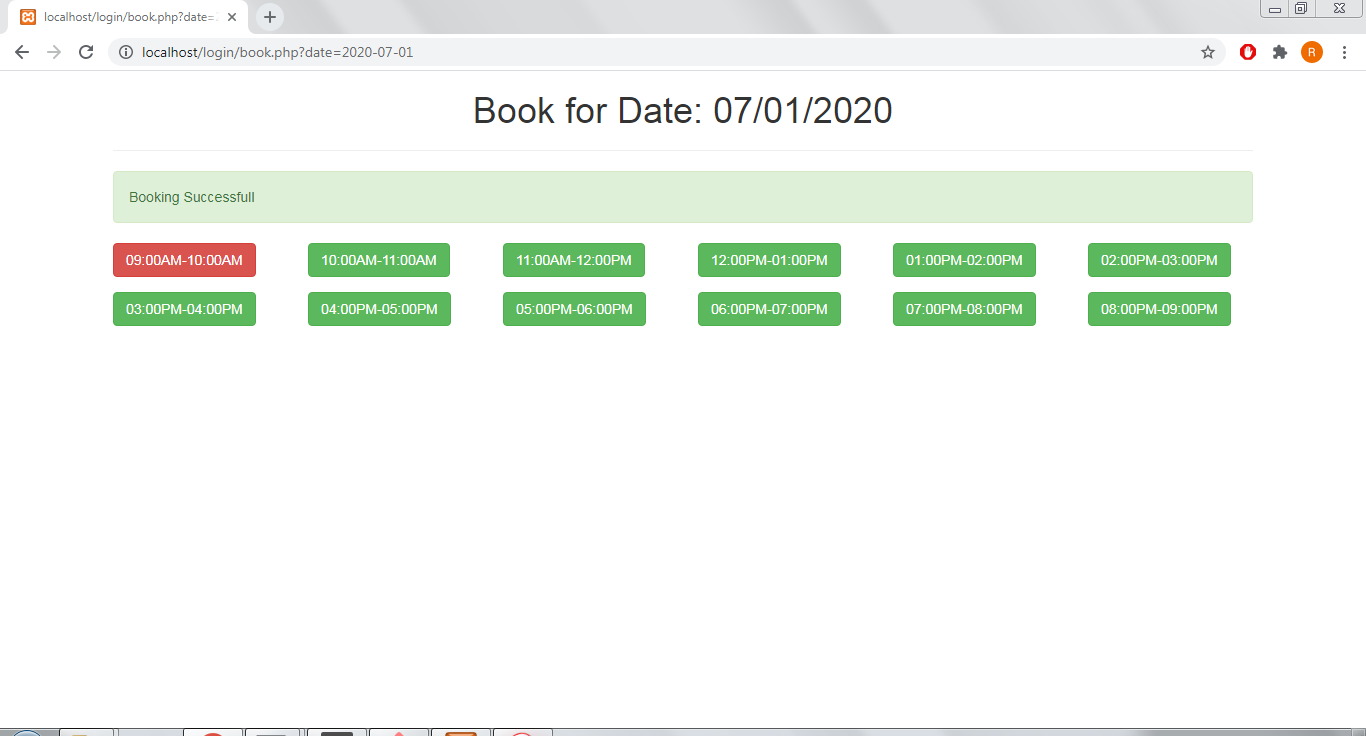 localhost/login/book.php?date=
localhost/login/book.php?date=2020-07-01
R
Book for Date: 07/01/2020
Booking Successfull
09:00AM-10:00AM 10:00AM-11:00AM 11:00AM-12:00PM 12:00PM-01:00PM 01:00PM-02:00PM 02:00PM-03:00PM
03:00PM-04:00PM 04:00PM-05:00PM 05:00PM-06:00PM 06:00PM-07:00PM 07:00PM-08:00PM 08:00PM-09:00PM